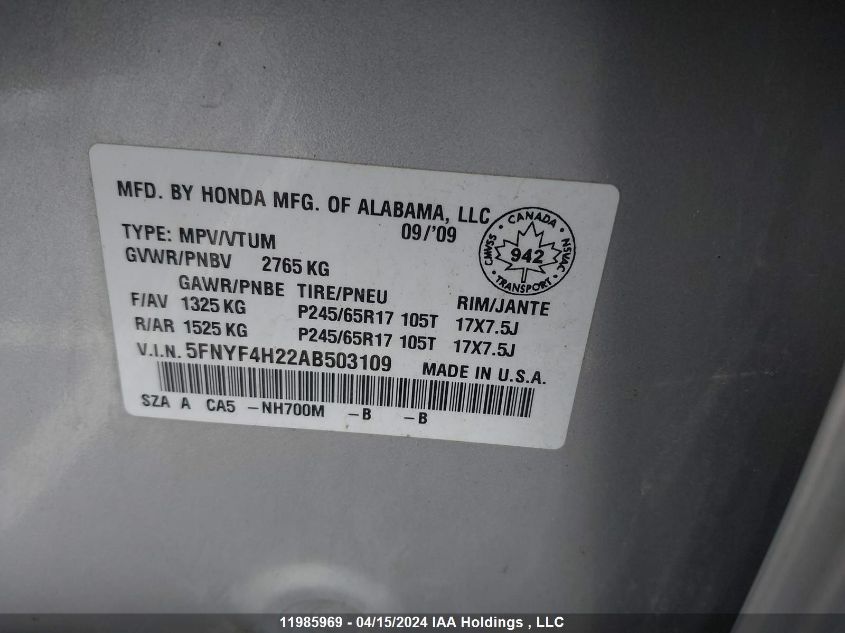 MFD. BY HONDA MFG. OF ALABAMA, LLC
09/'09
TYPE: MPV/VTUM
GVWR/PNBV 2765 KG
GAWR/PNBE TIRE/PNEU RIM/JANTE
F/AV 1325 KG P245/65R17 105T 17X7.5J
R/AR 1525 KG P245/65R17 105T 17X7.5J
V.I.N. 5FNYF4H22AB503109 MADE IN U.S.A.
SZA A CA5 -NH700M -B -B
CANADA
CMVSS 942 NSVAC
TRANSPORT
11985969 - 04/15/2024 IAA Holdings , LLC